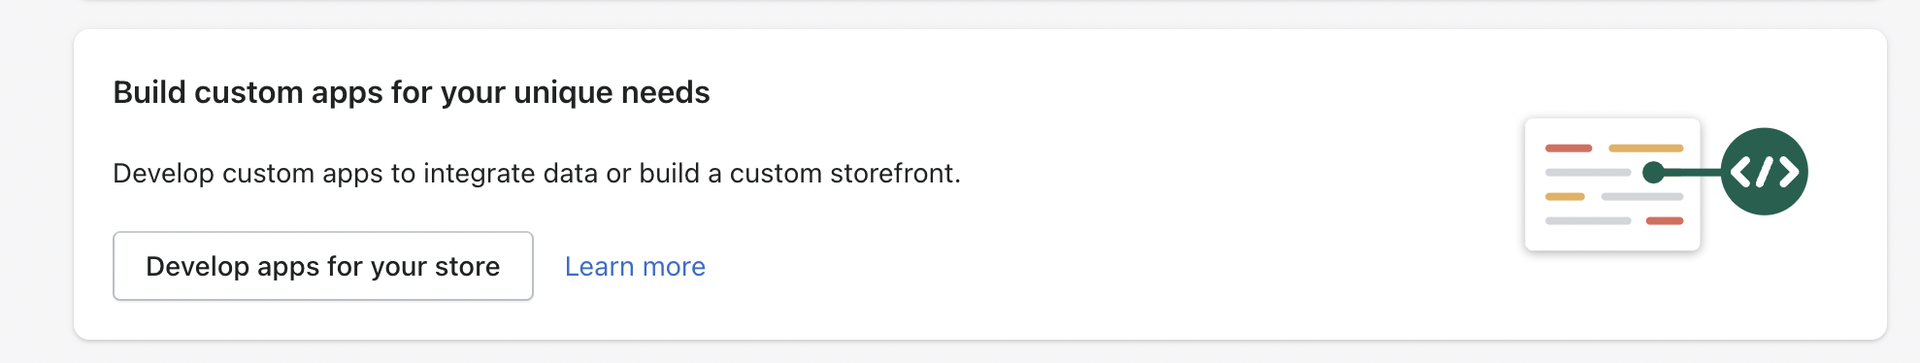 Build custom apps for your unique needs
Develop custom apps to integrate data or build a custom storefront.
Develop apps for your store
Learn more